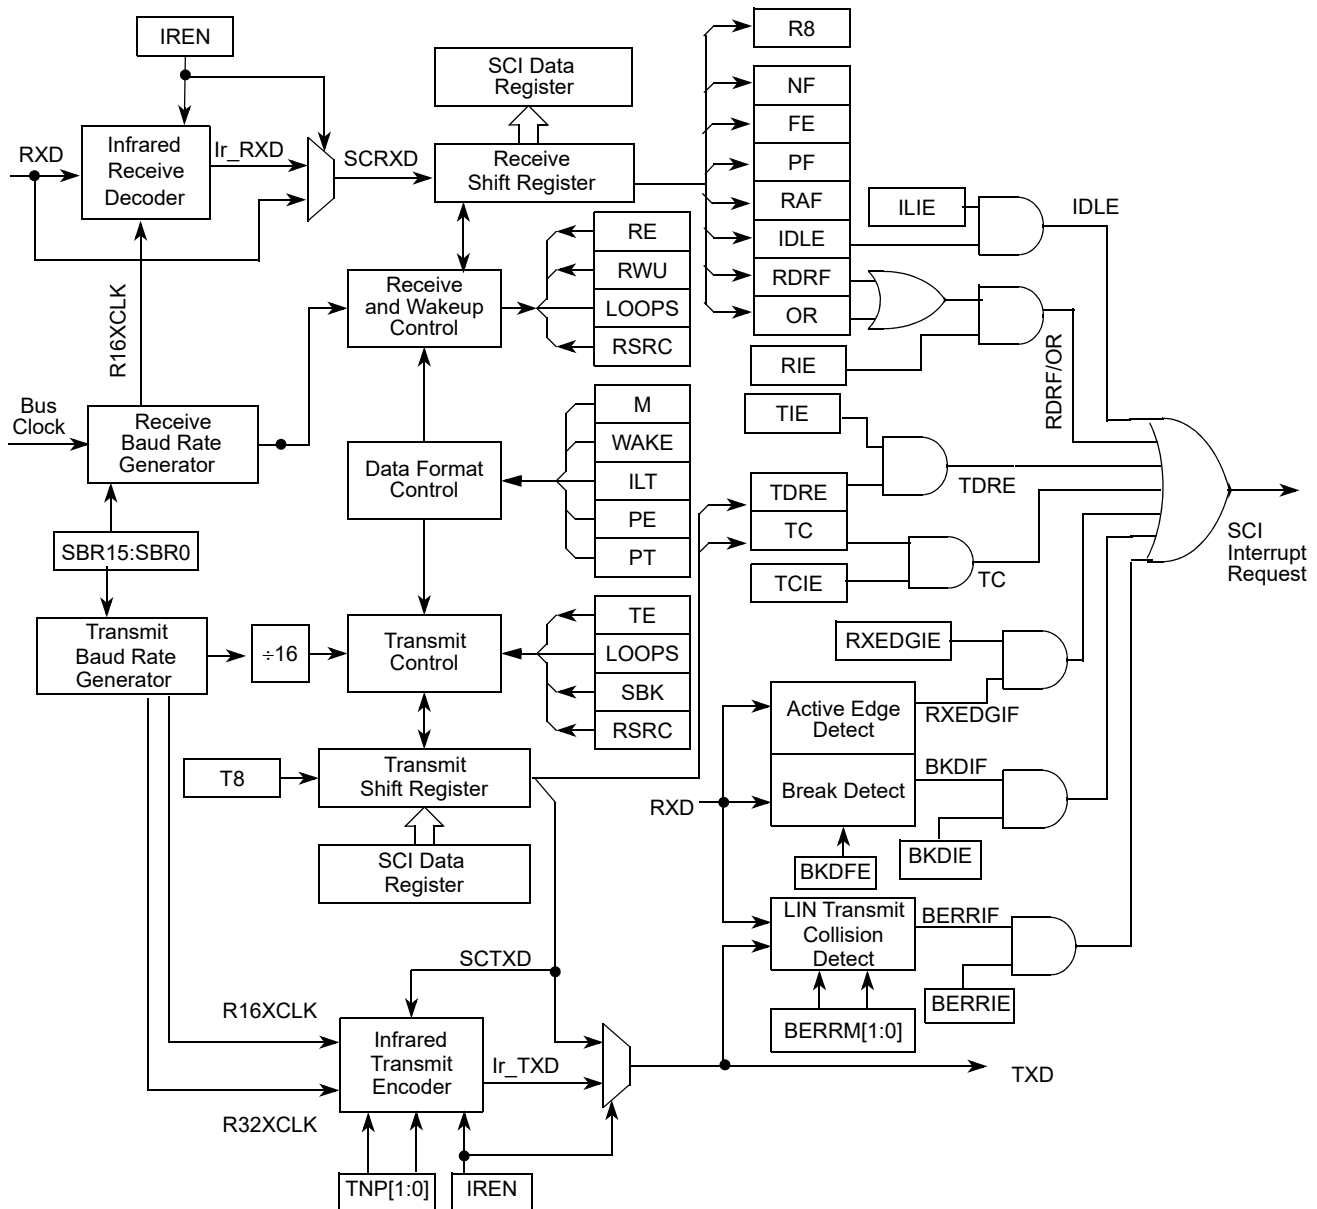 IREN
R8
SCI Data
Register
NF
FE
PF
RAF
IDLE
RDRF
OR
RXD
Infrared
Receive
Decoder
Ir_RXD
SCRXD
Receive
Shift Register
ILIE
IDLE
RE
RWU
LOOPS
RSRC
Receive
and Wakeup
Control
R16XCLK
RIE
RDRF/OR
Bus
Clock
Receive
Baud Rate
Generator
M
WAKE
ILT
PE
PT
Data Format
Control
TIE
TDRE
TC
TDRE
TCIE
TC
SCI
Interrupt
Request
SBR15:SBR0
Transmit
Baud Rate
Generator
÷16
Transmit
Control
TE
LOOPS
SBK
RSRC
RXEDGIE
Active Edge
Detect
RXEDGIF
T8
Transmit
Shift Register
RXD
Break Detect
BKDIF
BKDIE
BKDFE
SCI Data
Register
LIN Transmit
Collision
Detect
BERRIF
BERRIE
BERRM[1:0]
SCTXD
R16XCLK
Infrared
Transmit
Encoder
Ir_TXD
TXD
R32XCLK
TNP[1:0]
IREN